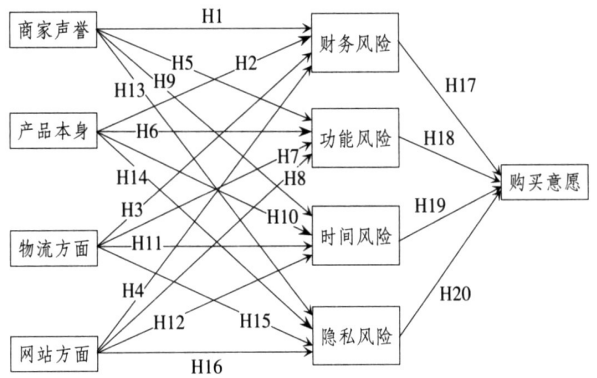 商家声誉
产品本身
物流方面
网站方面
H1
H5
H2
H9
H13
H6
H7
H14
H8
H3
H10
H11
H4
H12
H15
H16
财务风险
功能风险
时间风险
隐私风险
H17
H18
H19
H20
购买意愿